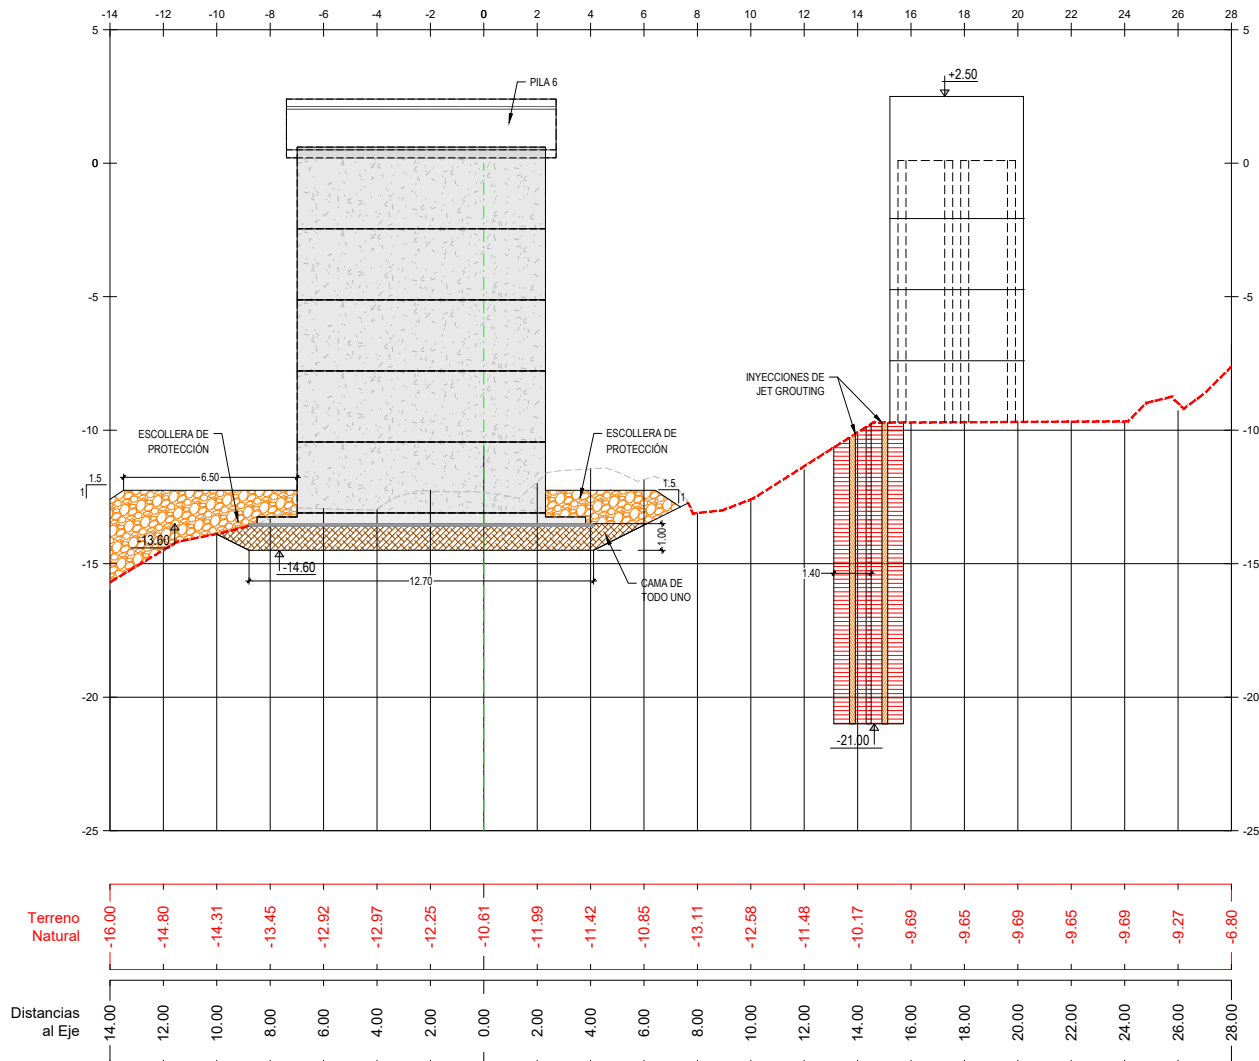 -14 -12 -10 -8 -6 -4 -2 0 2 4 6 8 10 12 14 16 18 20 22 24 26 28
5 5
+2.50
PILA 6
0 0
-5 -5
INYECCIONES DE
JET GROUTING
-10 -10
ESCOLLERA DE
PROTECCIÓN
ESCOLLERA DE
PROTECCIÓN
1.5
1
6.50
1.5
1
-13.60
1.00
-14.60
-15 -15
12.70
CAMA DE
TODO UNO
1.40
-20 -20
-21.00
-25 -25
Terreno
Natural
-16.00 -14.80 -14.31 -13.45 -12.92 -12.97 -12.25 -10.61 -11.99 -11.42 -10.85 -13.11 -12.58 -11.48 -10.17 -9.69 -9.65 -9.69 -9.65 -9.69 -9.27 -6.80
Distancias
al Eje
14.00 12.00 10.00 8.00 6.00 4.00 2.00 0.00 2.00 4.00 6.00 8.00 10.00 12.00 14.00 16.00 18.00 20.00 22.00 24.00 26.00 28.00